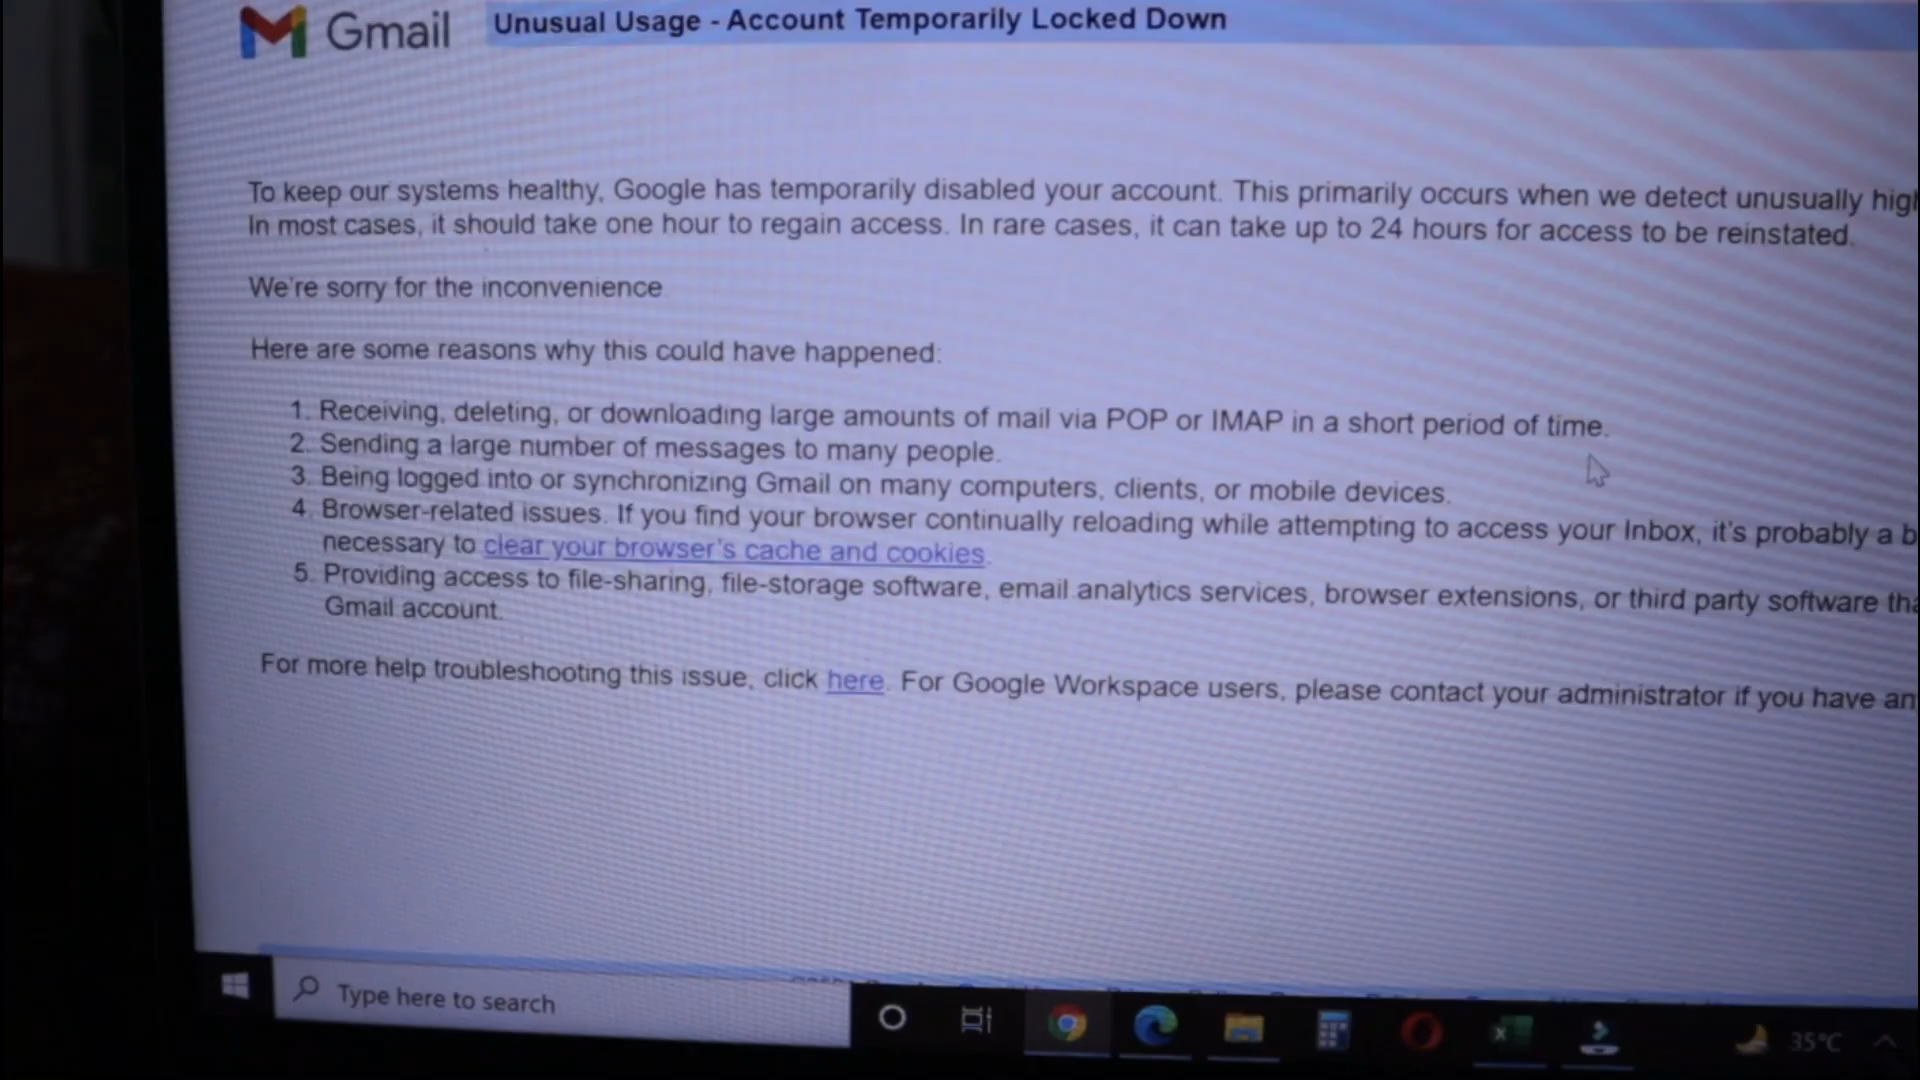 Gmail
Unusual Usage - Account Temporarily Locked Down
To keep our systems healthy, Google has temporarily disabled your account. This primarily occurs when we detect unusually
In most cases, it should take one hour to regain access. In rare cases, it can take up to 24 hours for access to be reinstated.
We're sorry for the inconvenience
Here are some reasons why this could have happened:
1. Receiving, deleting, or downloading large amounts of mail via POP or IMAP in a short period of time.
2. Sending a large number of messages to many people.
3. Being logged into or synchronizing Gmail on many computers, clients, or mobile devices.
4. Browser-related issues. If you find your browser continually reloading while attempting to access your Inbox, it's probably a
necessary to clear your browser's cache and cookies.
5. Providing access to file-sharing, file-storage software, email analytics services, browser extensions, or third party software
Gmail account.
For more help troubleshooting this issue, click here. For Google Workspace users, please contact your administrator if you have
Type here to search
35°C